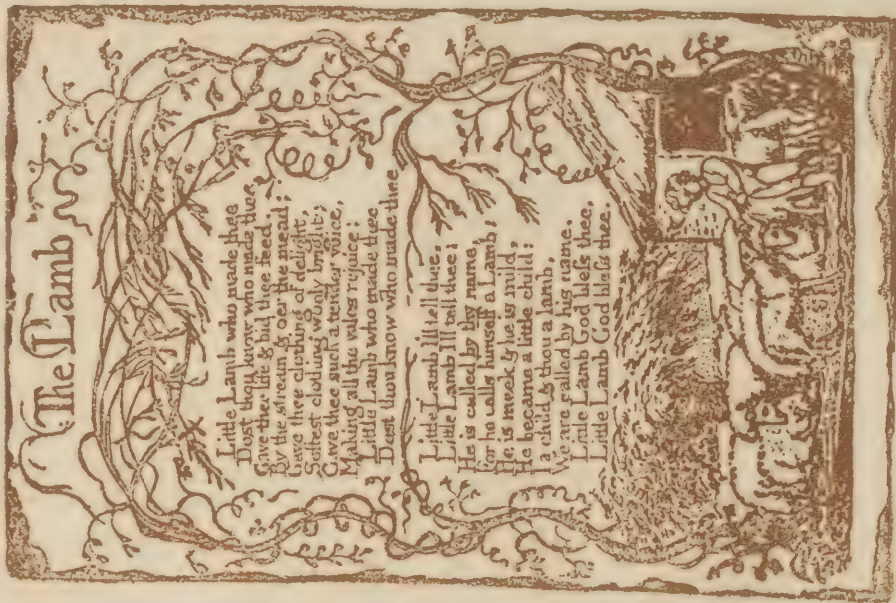 The Lamb
Little Lamb who made thee
Dost thou know who made thee
Gave thee life & bid thee feed.
By the stream & o'er the mead;
Gave thee clothing of delight,
Softest clothing wooly bright;
Gave thee such a tender voice,
Making all the vales rejoice:
Little Lamb who made thee
Dost thou know who made thee
Little Lamb I'll tell thee,
Little Lamb I'll tell thee;
He is called by thy name,
For he calls himself a Lamb:
He is meek & he is mild,
He became a little child:
I a child & thou a lamb,
We are called by his name.
Little Lamb God bleſs thee,
Little Lamb God bleſs thee.